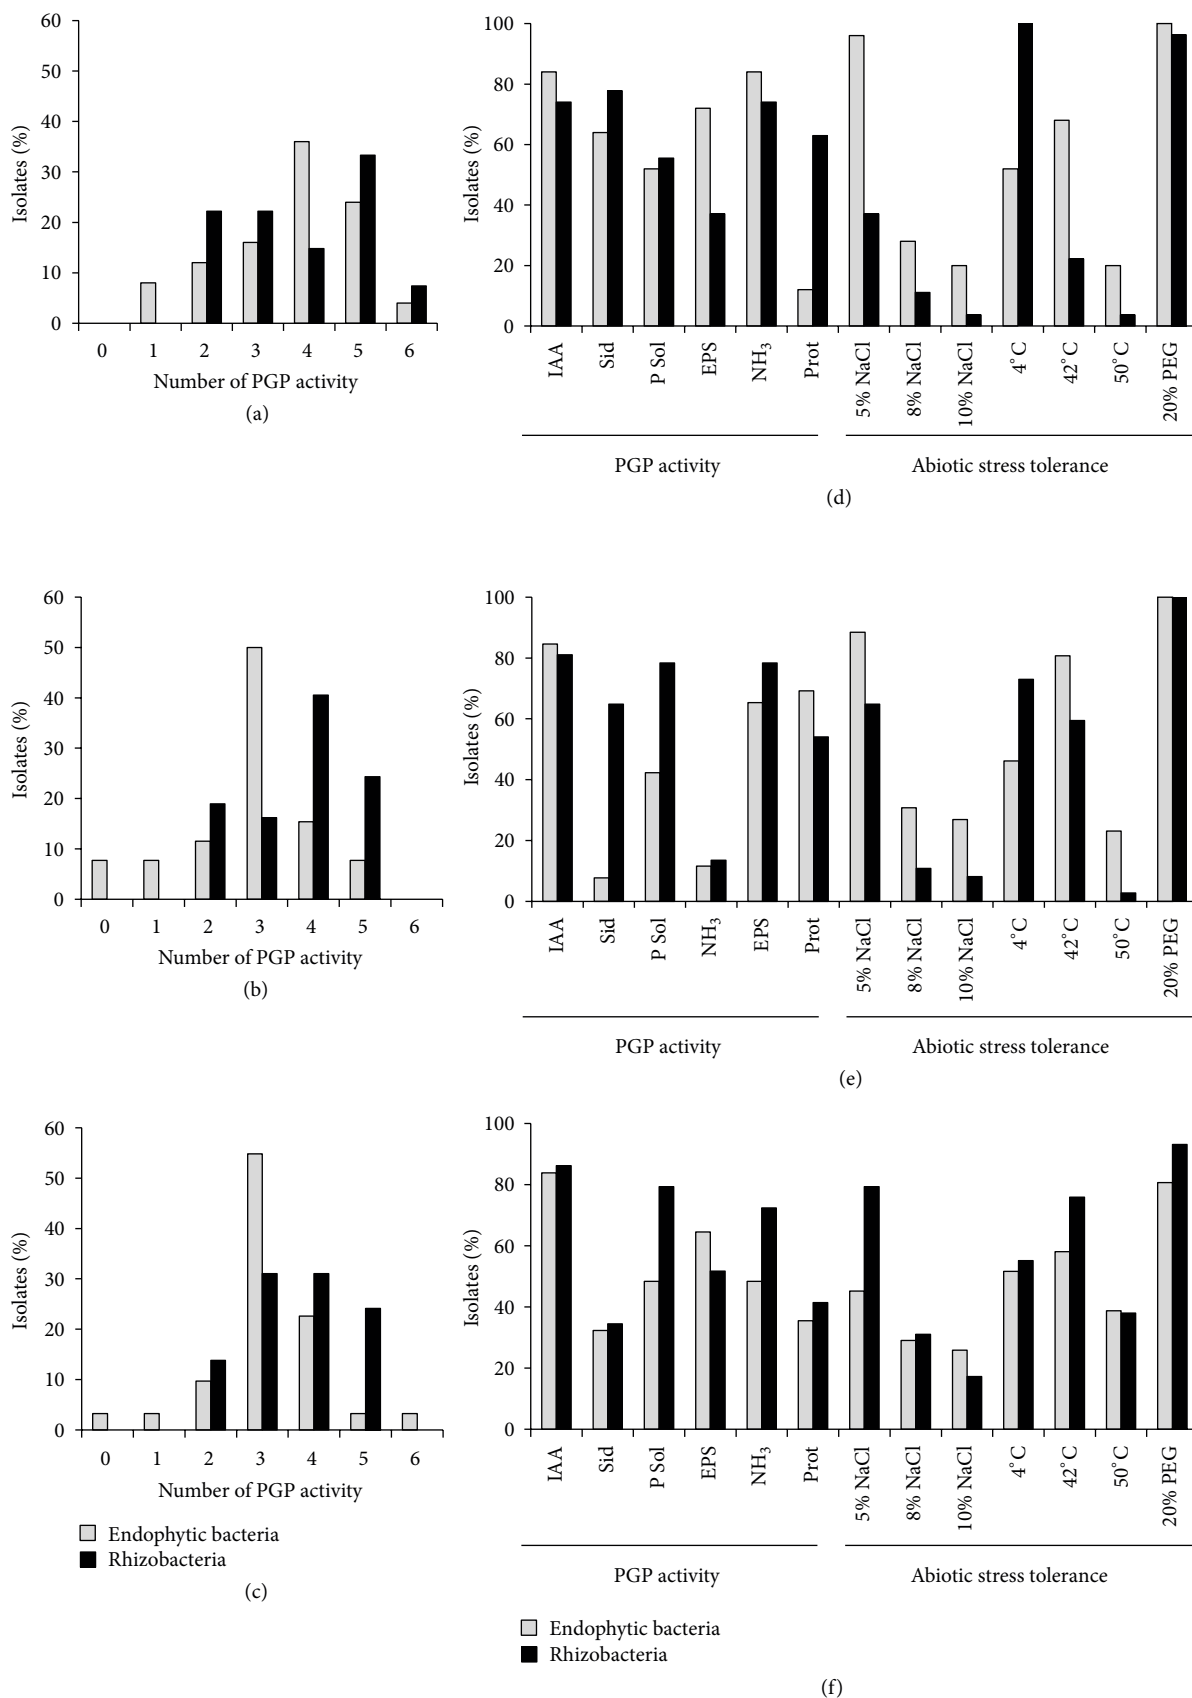 60
50
40
30
20
10
0
Isolates (%)
0 1 2 3 4 5 6
Number of PGP activity
(a)
100
80
60
40
20
0
Isolates (%)
IAA
Sid
P Sol
EPS
NH₃
Prot
5% NaCl
8% NaCl
10% NaCl
4°C
42°C
50°C
20% PEG
PGP activity
Abiotic stress tolerance
(d)
60
50
40
30
20
10
0
Isolates (%)
0 1 2 3 4 5 6
Number of PGP activity
(b)
100
80
60
40
20
0
Isolates (%)
IAA
Sid
P Sol
NH₃
EPS
Prot
5% NaCl
8% NaCl
10% NaCl
4°C
42°C
50°C
20% PEG
PGP activity
Abiotic stress tolerance
(e)
60
50
40
30
20
10
0
Isolates (%)
0 1 2 3 4 5 6
Number of PGP activity
Endophytic bacteria
Rhizobacteria
(c)
100
80
60
40
20
0
Isolates (%)
IAA
Sid
P Sol
EPS
NH₃
Prot
5% NaCl
8% NaCl
10% NaCl
4°C
42°C
50°C
20% PEG
PGP activity
Abiotic stress tolerance
Endophytic bacteria
Rhizobacteria
(f)